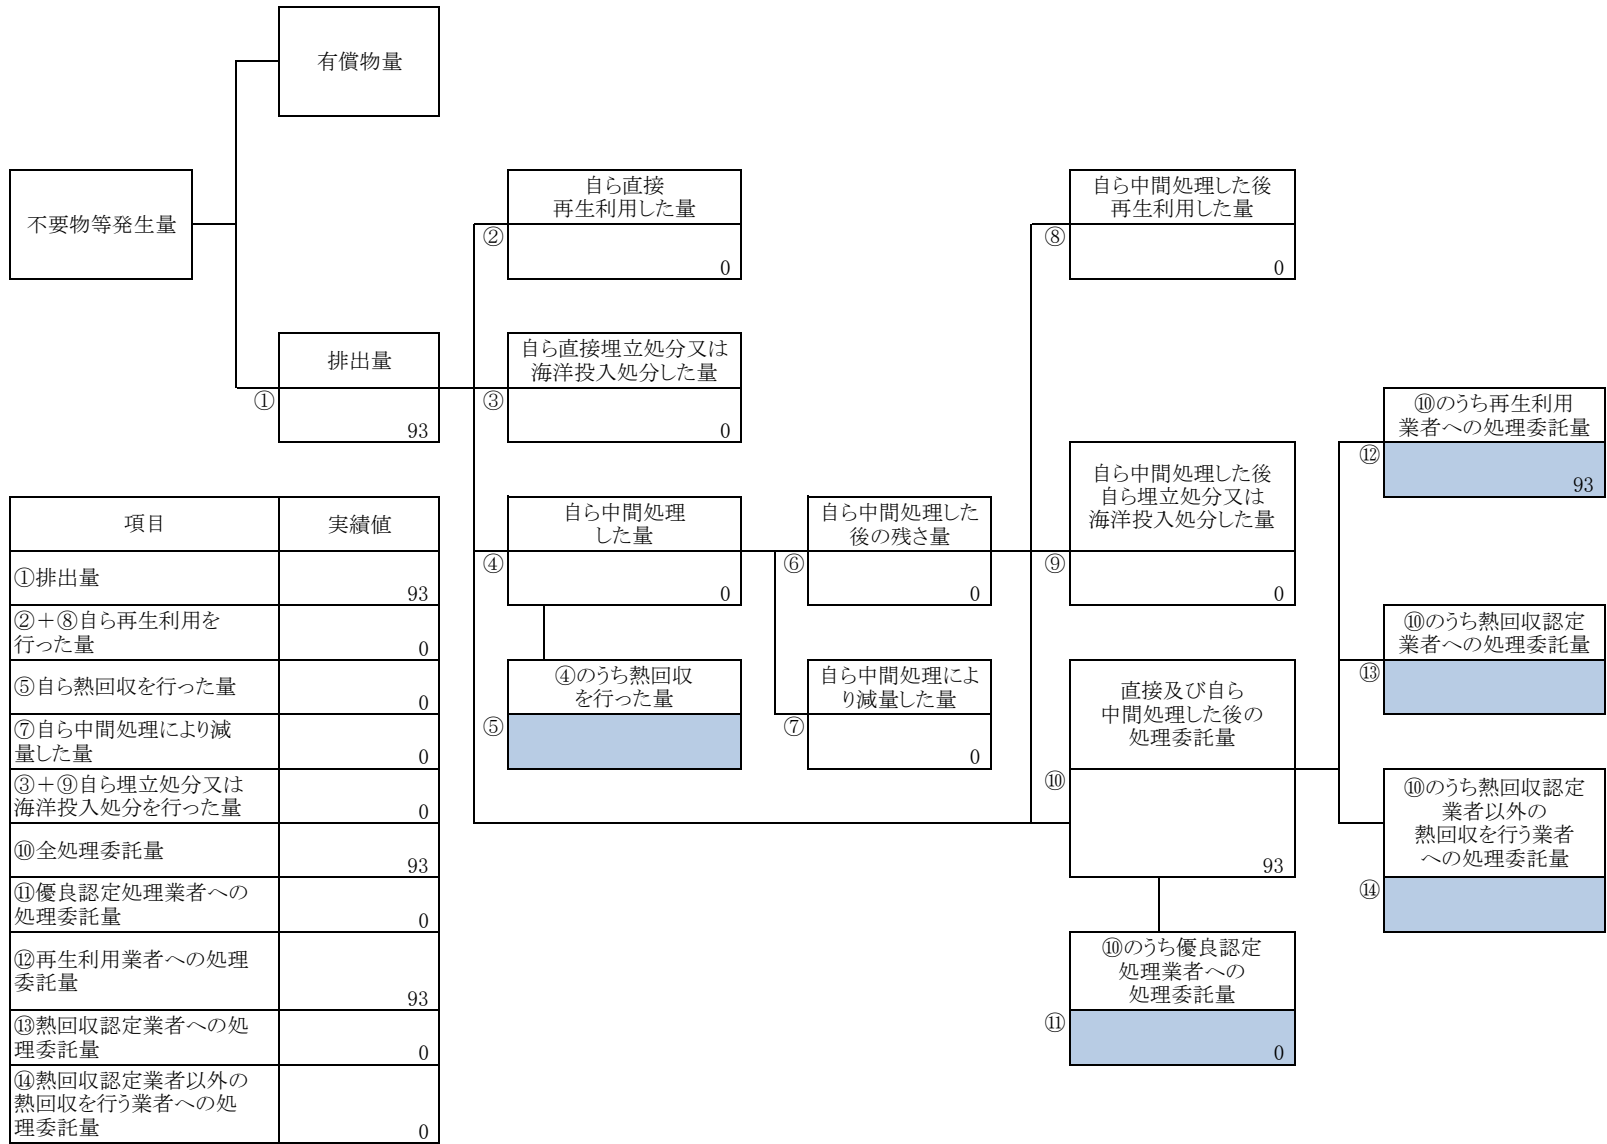 有償物量
不要物等発生量
自ら直接
再生利用した量
②
0
自ら中間処理した後
再生利用した量
⑧
0
排出量
①
93
自ら直接埋立処分又は
海洋投入処分した量
③
0
⑩のうち再生利用
業者への処理委託量
⑫
93
自ら中間処理
した量
④
0
自ら中間処理した
後の残さ量
⑥
0
自ら中間処理した後
自ら埋立処分又は
海洋投入処分した量
⑨
0
⑩のうち熱回収認定
業者への処理委託量
⑬
④のうち熱回収
を行った量
⑤
自ら中間処理によ
り減量した量
⑦
0
直接及び自ら
中間処理した後の
処理委託量
⑩
93
⑩のうち熱回収認定
業者以外の
熱回収を行う業者
への処理委託量
⑭
⑩のうち優良認定
処理業者への
処理委託量
⑪
0
項目 実績値
①排出量
93
②+⑧自ら再生利用を
行った量
0
⑤自ら熱回収を行った量
0
⑦自ら中間処理により減
量した量
0
③+⑨自ら埋立処分又は
海洋投入処分を行った量
0
⑩全処理委託量
93
⑪優良認定処理業者への
処理委託量
0
⑫再生利用業者への処理
委託量
93
⑬熱回収認定業者への処
理委託量
0
⑭熱回収認定業者以外の
熱回収を行う業者への処
理委託量
0